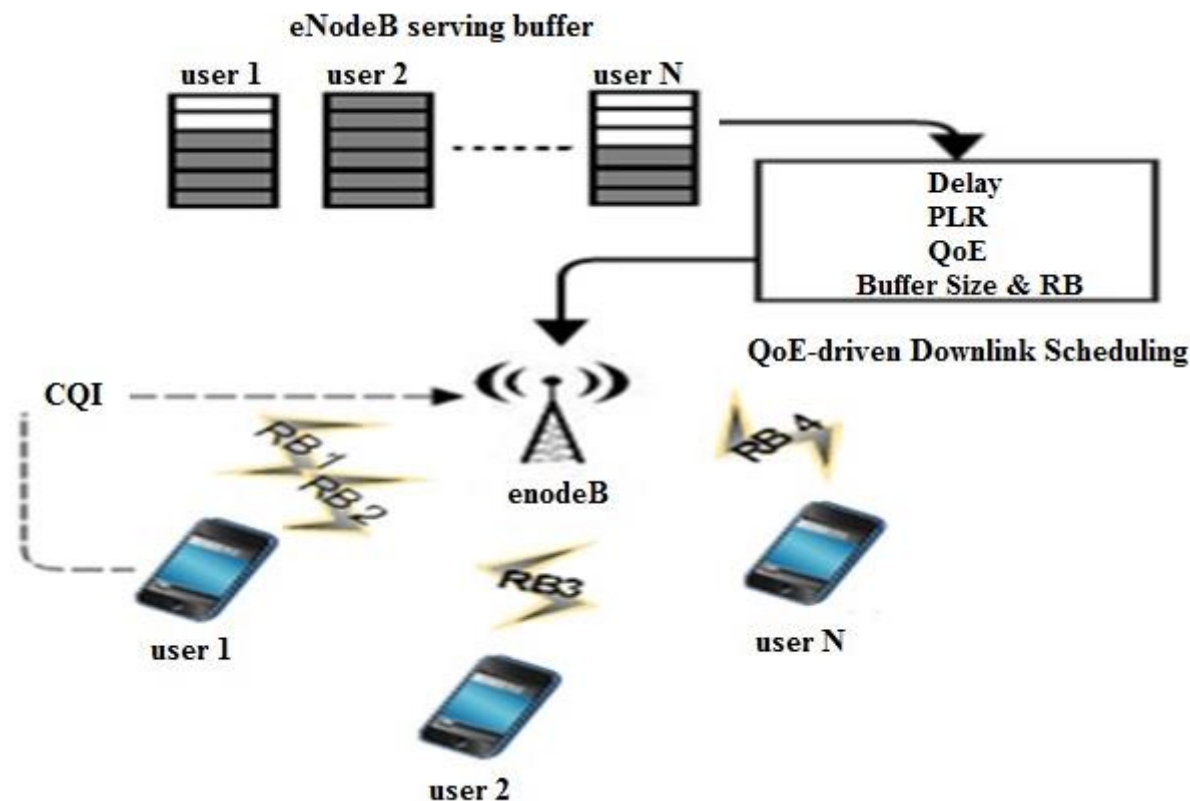 eNodeB serving buffer
user 1
user 2
user N
Delay
PLR
QoE
Buffer Size & RB
QoE-driven Downlink Scheduling
CQI
RB 1
RB 2
RB 4
enodeB
RB3
user 1
user N
user 2